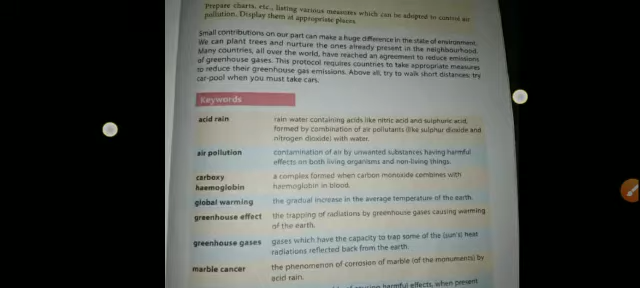 Prepare charts, etc., listing various measures which can be adopted to control air
pollution. Display them at appropriate places.
Small contributions on our part can make a huge difference in the state of environment.
We can plant trees and nurture the ones already present in the neighbourhood.
Many countries, all over the world, have reached an agreement to reduce emissions
of greenhouse gases. This protocol requires countries to take appropriate measures
to reduce their greenhouse gas emissions. Above all, try to walk short distances; try
car-pool when you must take cars.
Keywords
acid rain rain water containing acids like nitric acid and sulphuric acid,
formed by combination of air pollutants (like sulphur dioxide and
nitrogen dioxide) with water.
air pollution contamination of air by unwanted substances having harmful
effects on both living organisms and non-living things.
carboxy a complex formed when carbon monoxide combines with
haemoglobin haemoglobin in blood.
global warming the gradual increase in the average temperature of the earth.
greenhouse effect the trapping of radiations by greenhouse gases causing warming
of the earth.
greenhouse gases gases which have the capacity to trap some of the (sun's) heat
radiations reflected back from the earth.
marble cancer the phenomenon of corrosion of marble (of the monuments) by
acid rain.
of causing harmful effects, when present